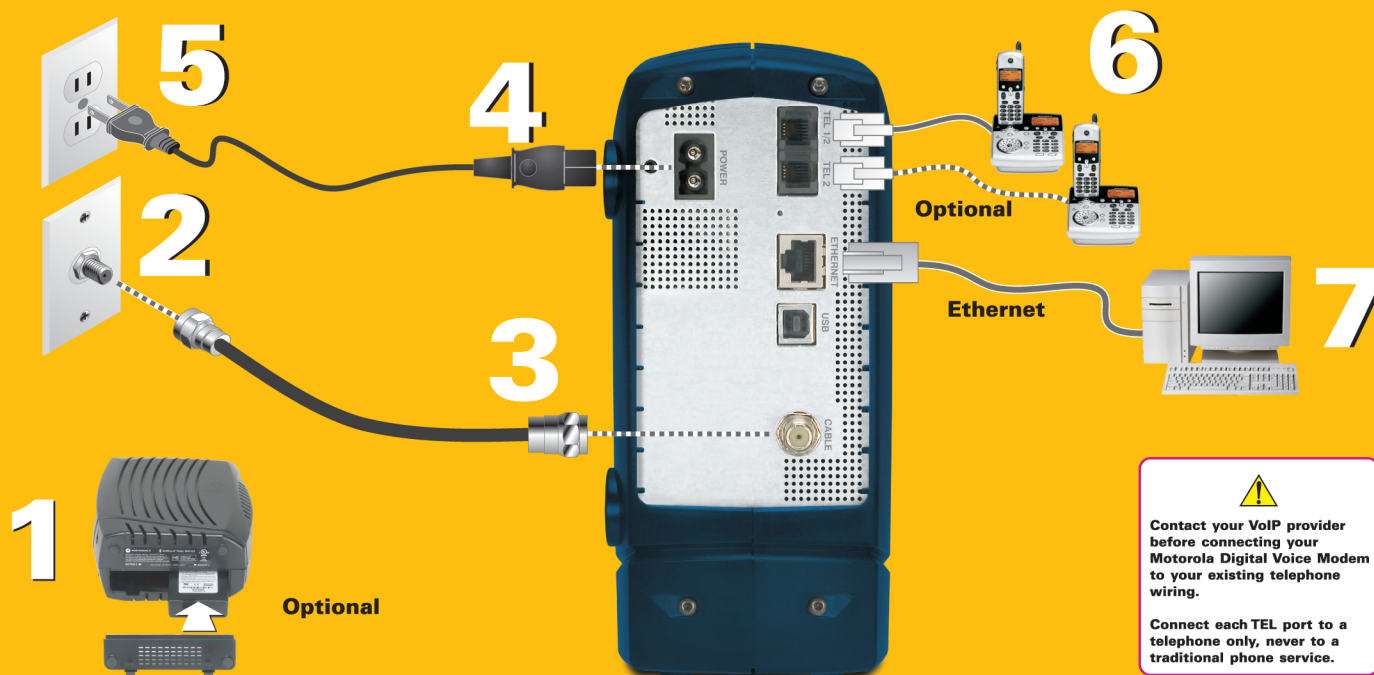 5
4
6
POWER
TEL 1/2
TEL 2
Optional
2
ETHERNET
Ethernet
7
USB
3
CABLE
1
Optional
MOTOROLA
Contact your VoIP provider
before connecting your
Motorola Digital Voice Modem
to your existing telephone
wiring.
Connect each TEL port to a
telephone only, never to a
traditional phone service.